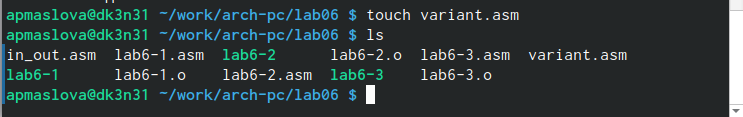 apmaslova@dk3n31 ~/work/arch-pc/lab06 $ touch variant.asm
apmaslova@dk3n31 ~/work/arch-pc/lab06 $ ls
in_out.asm lab6-1.asm lab6-2 lab6-2.o lab6-3.asm variant.asm
lab6-1 lab6-1.o lab6-2.asm lab6-3 lab6-3.o
apmaslova@dk3n31 ~/work/arch-pc/lab06 $